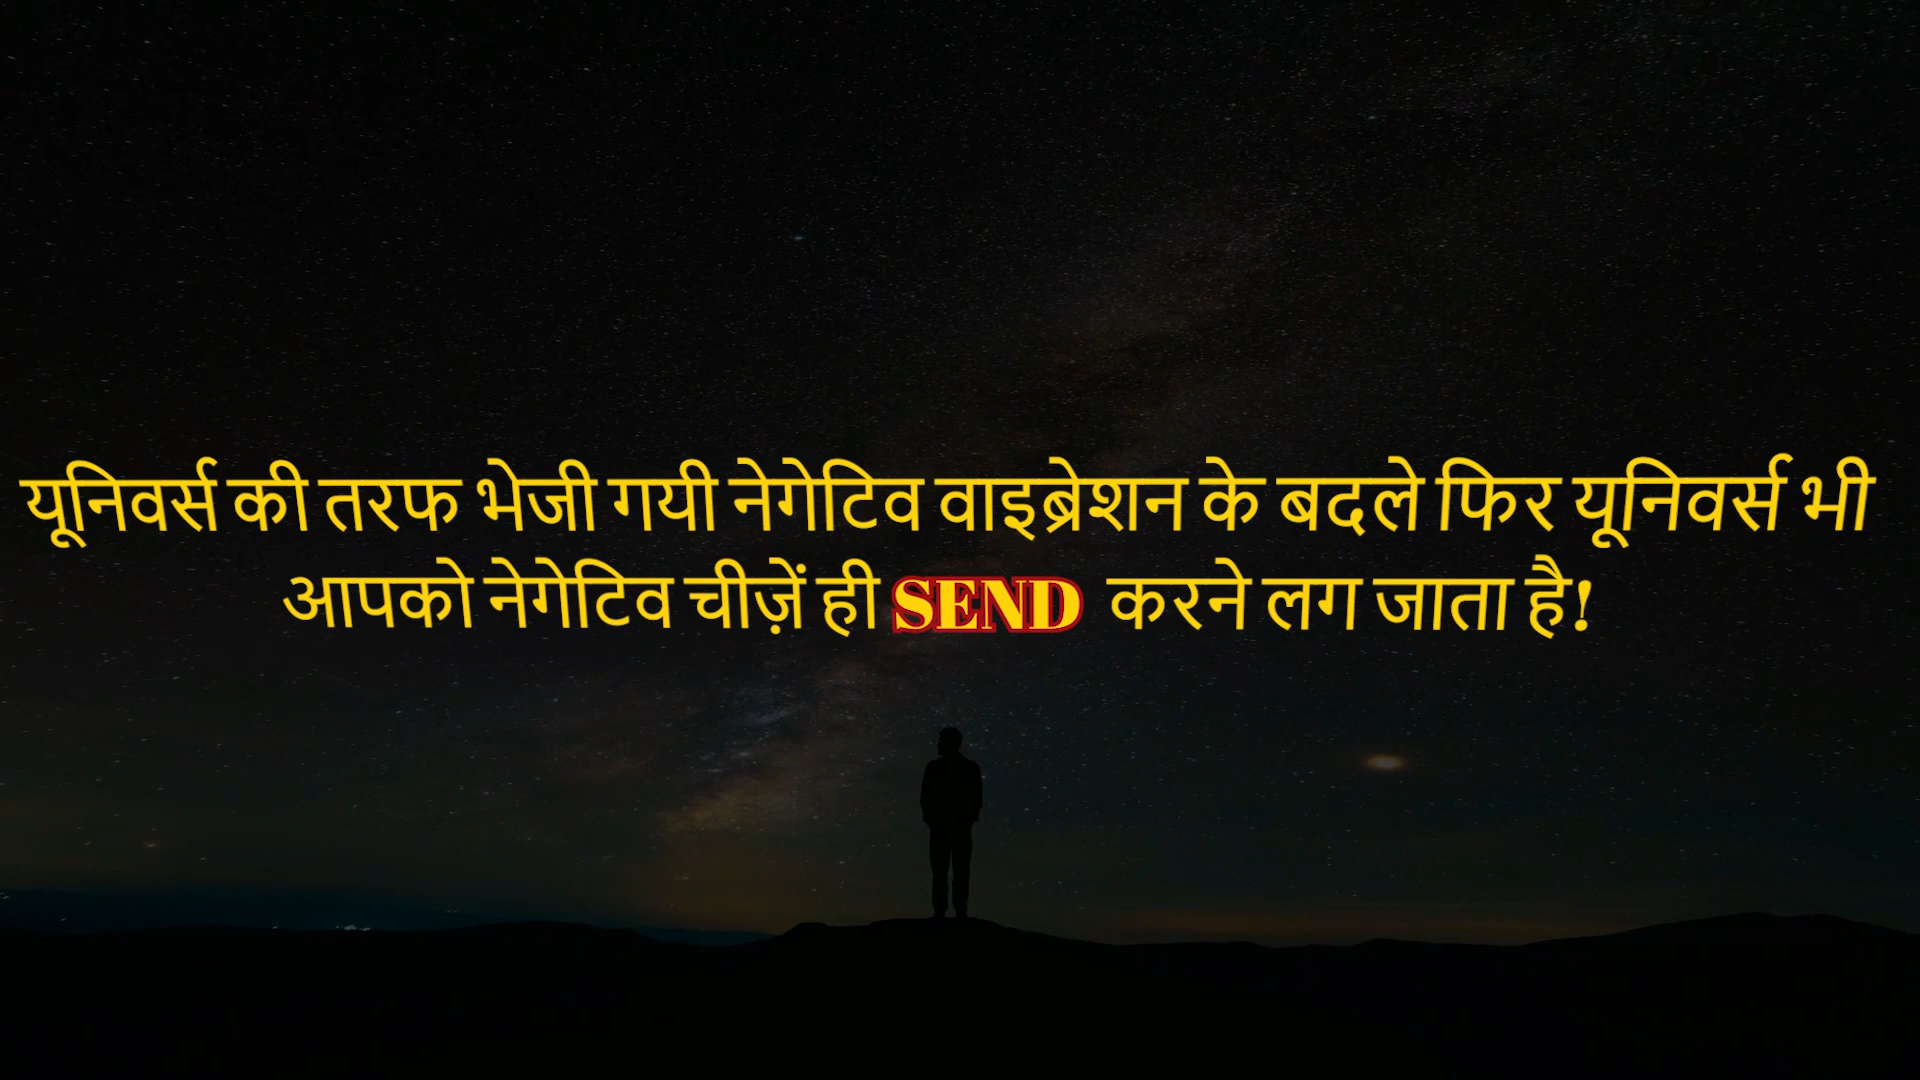 यूनिवर्स की तरफ भेजी गयी नेगेटिव वाइब्रेशन के बदले फिर यूनिवर्स भी
आपको नेगेटिव चीज़ें ही SEND करने लग जाता है!